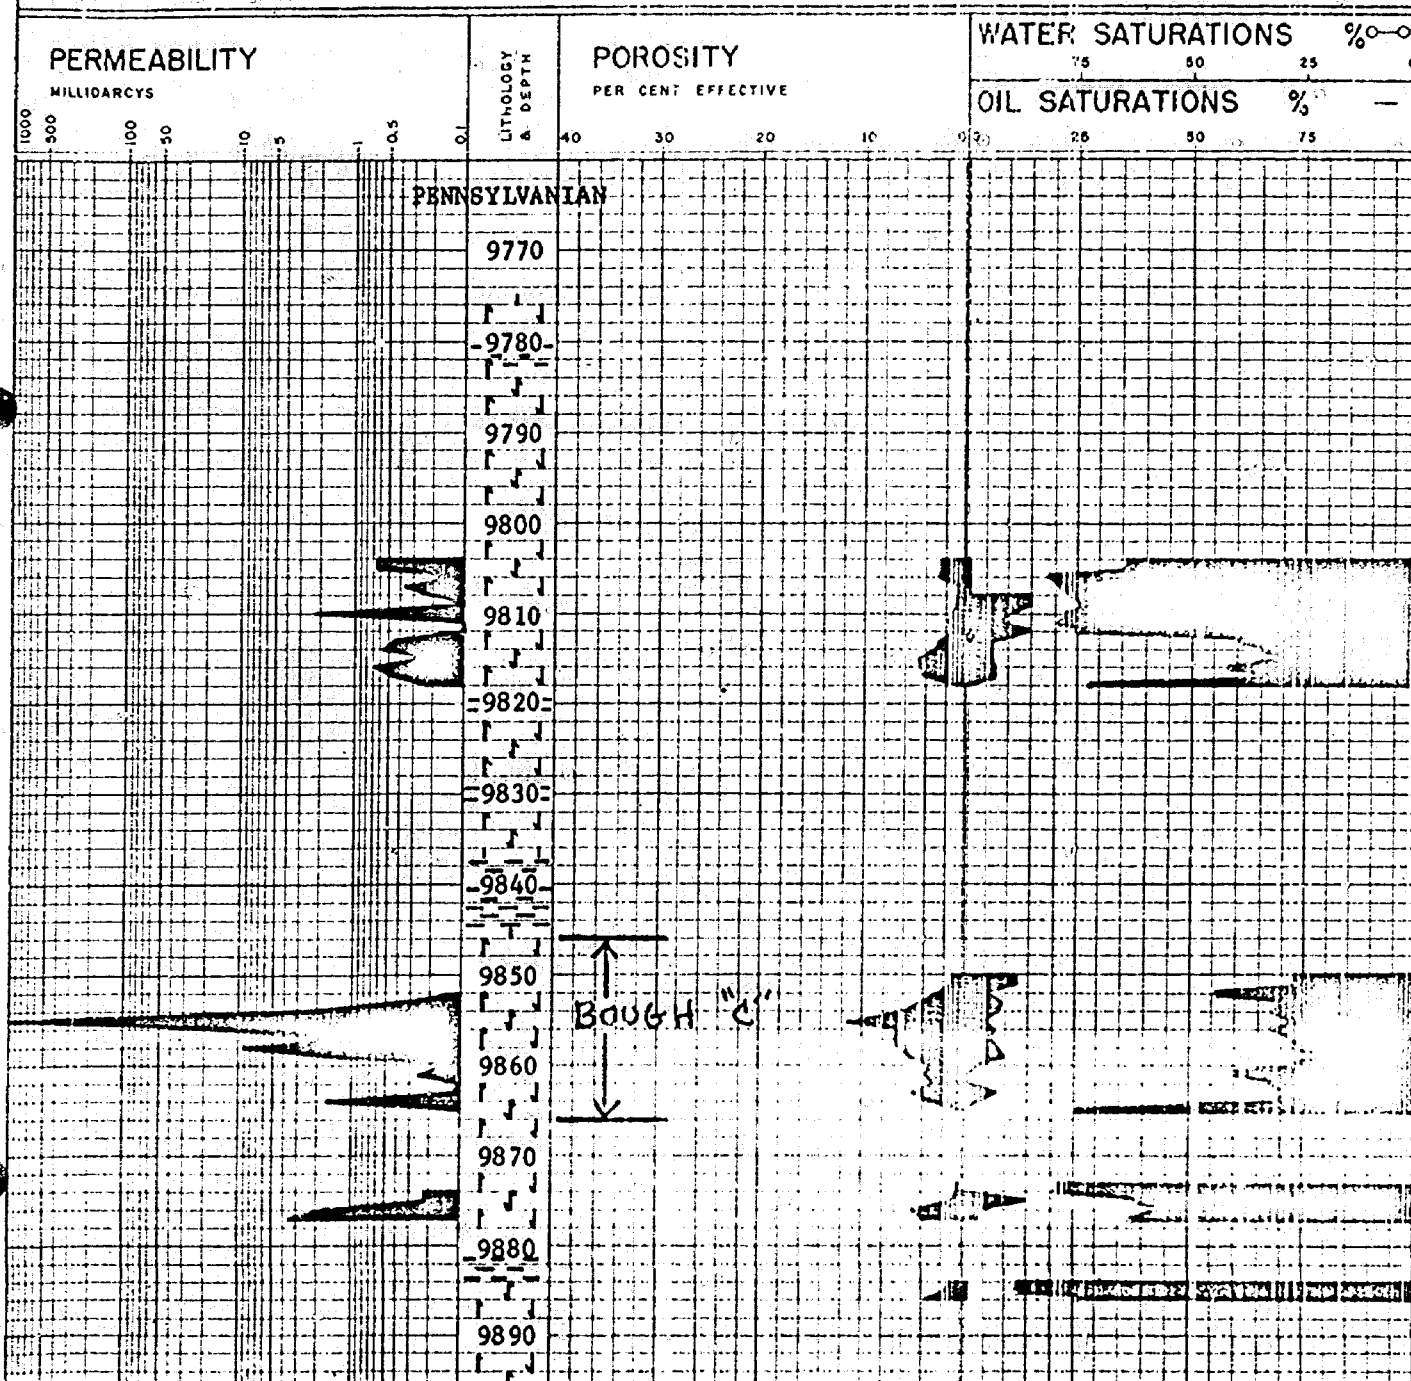 PERMEABILITY
MILLIDARCYS
1000 500 100 50 10 5 1 0.5 0.1
LITHOLOGY
& DEPTH
POROSITY
PER CENT EFFECTIVE
40 30 20 10 0
WATER SATURATIONS %
75 50 25
OIL SATURATIONS %
25 50 75
PENNSYLVANIAN
9770
9780
9790
9800
9810
9820
9830
9840
9850
BOUGH "C"
9860
9870
9880
9890